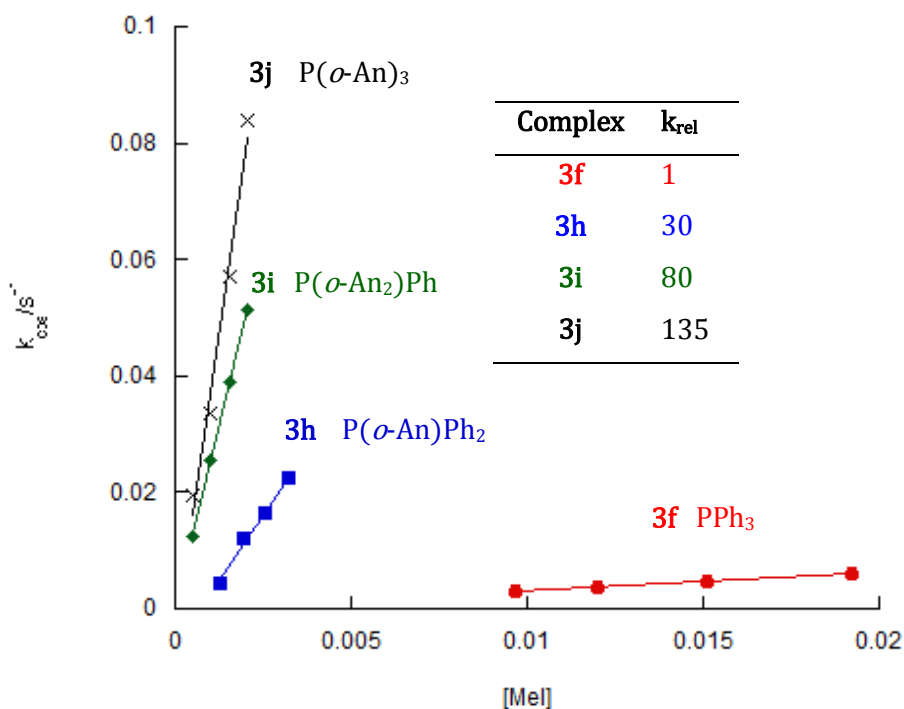 0.1
3j P(o-An)₃
Complex k_rel
3f 1
3h 30
3i 80
3j 135
0.08
0.06
3i P(o-An₂)Ph
k_obs/s⁻¹
0.04
3h P(o-An)Ph₂
0.02
3f PPh₃
0
0 0.005 0.01 0.015 0.02
[MeI]